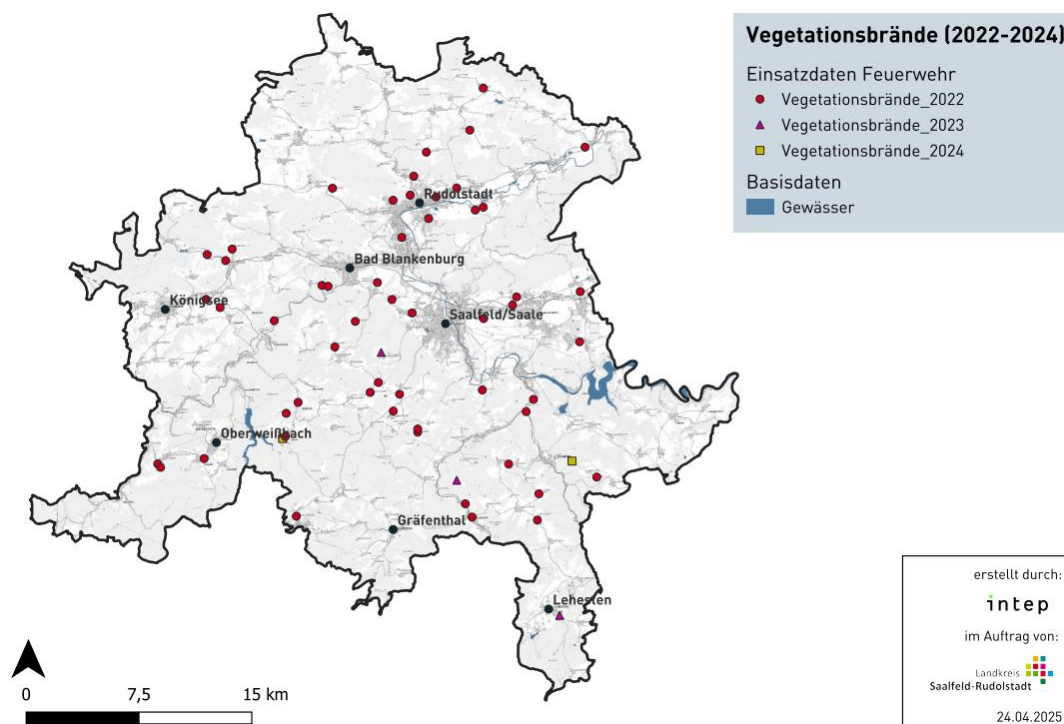 Vegetationsbrände (2022-2024)
Einsatzdaten Feuerwehr
Vegetationsbrände_2022
Vegetationsbrände_2023
Vegetationsbrände_2024
Basisdaten
Gewässer
Rudolstadt
Bad Blankenburg
Königsee
Saalfeld/Saale
Oberweißbach
Gräfenthal
Lehesten
0 7,5 15 km
erstellt durch:
intep
im Auftrag von:
Landkreis
Saalfeld-Rudolstadt
24.04.2025